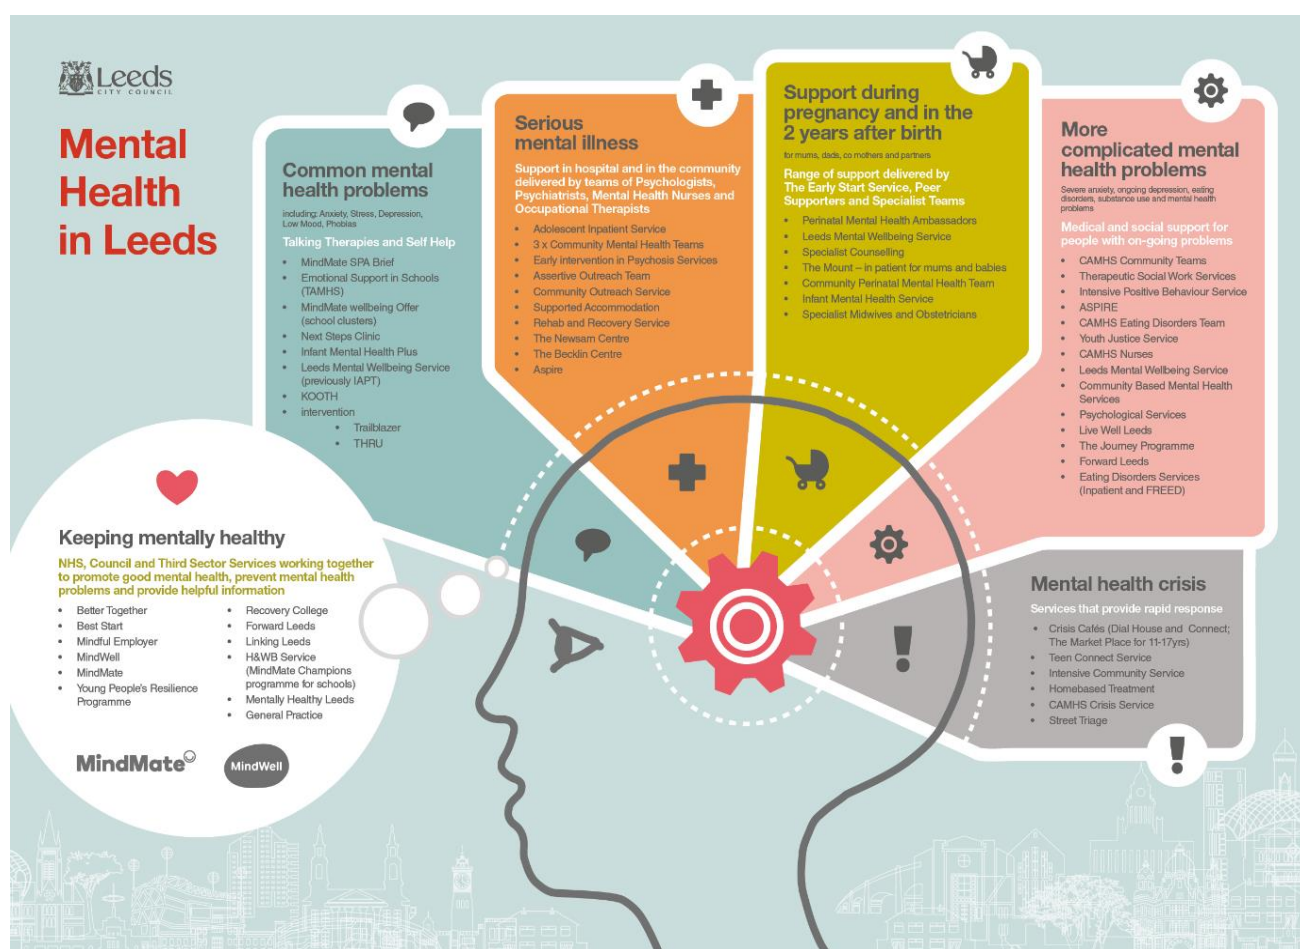 Leeds
CITY COUNCIL
Mental
Health
in Leeds
Common mental
health problems
including: Anxiety, Stress, Depression,
Low Mood, Phobias
Talking Therapies and Self Help
• MindMate SPA Brief
• Emotional Support in Schools
(TAMHS)
• MindMate wellbeing Offer
(school clusters)
• Next Steps Clinic
• Infant Mental Health Plus
• Leeds Mental Wellbeing Service
(previously IAPT)
• KOOTH
• intervention
• Trailblazer
• THRU
Serious
mental illness
Support in hospital and in the community
delivered by teams of Psychologists,
Psychiatrists, Mental Health Nurses and
Occupational Therapists
• Adolescent Inpatient Service
• 3 x Community Mental Health Teams
• Early intervention in Psychosis Services
• Assertive Outreach Team
• Community Outreach Service
• Supported Accommodation
• Rehab and Recovery Service
• The Newsam Centre
• The Becklin Centre
• Aspire
Support during
pregnancy and in the
2 years after birth
for mums, dads, co mothers and partners
Range of support delivered by
The Early Start Service, Peer
Supporters and Specialist Teams
• Perinatal Mental Health Ambassadors
• Leeds Mental Wellbeing Service
• Specialist Counselling
• The Mount – in patient for mums and babies
• Community Perinatal Mental Health Team
• Infant Mental Health Service
• Specialist Midwives and Obstetricians
More
complicated mental
health problems
Severe anxiety, ongoing depression, eating
disorders, substance use and mental health
problems
Medical and social support for
people with on-going problems
• CAMHS Community Teams
• Therapeutic Social Work Services
• Intensive Positive Behaviour Service
• ASPIRE
• CAMHS Eating Disorders Team
• Youth Justice Service
• CAMHS Nurses
• Leeds Mental Wellbeing Service
• Community Based Mental Health
Services
• Psychological Services
• Live Well Leeds
• The Journey Programme
• Forward Leeds
• Eating Disorders Services
(Inpatient and FREED)
Mental health crisis
Services that provide rapid response
• Crisis Cafés (Dial House and Connect;
The Market Place for 11-17yrs)
• Teen Connect Service
• Intensive Community Service
• Homebased Treatment
• CAMHS Crisis Service
• Street Triage
Keeping mentally healthy
NHS, Council and Third Sector Services working together
to promote good mental health, prevent mental health
problems and provide helpful information
• Better Together
• Best Start
• Mindful Employer
• MindWell
• MindMate
• Young People's Resilience
Programme
• Recovery College
• Forward Leeds
• Linking Leeds
• H&WB Service
(MindMate Champions
programme for schools)
• Mentally Healthy Leeds
• General Practice
MindMate
MindWell